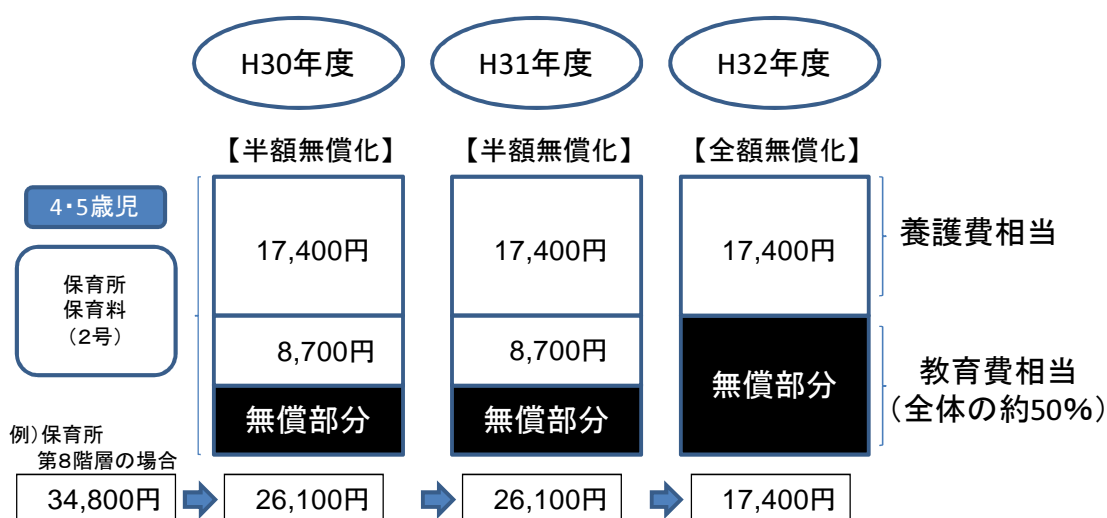 H30年度
H31年度
H32年度
【半額無償化】
【半額無償化】
【全額無償化】
4・5歳児
保育所
保育料
(2号)
17,400円
17,400円
17,400円
養護費相当
8,700円
8,700円
無償部分
無償部分
無償部分
教育費相当
(全体の約50%)
例)保育所
第8階層の場合
34,800円
26,100円
26,100円
17,400円